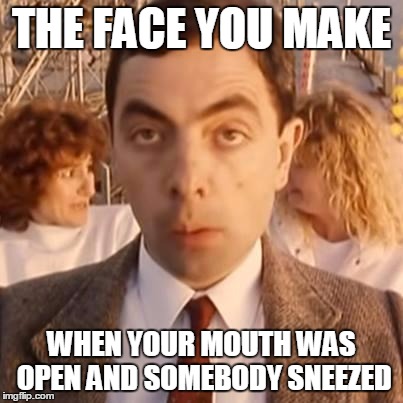 THE FACE YOU MAKE
WHEN YOUR MOUTH WAS
OPEN AND SOMEBODY SNEEZED
imgflip.com